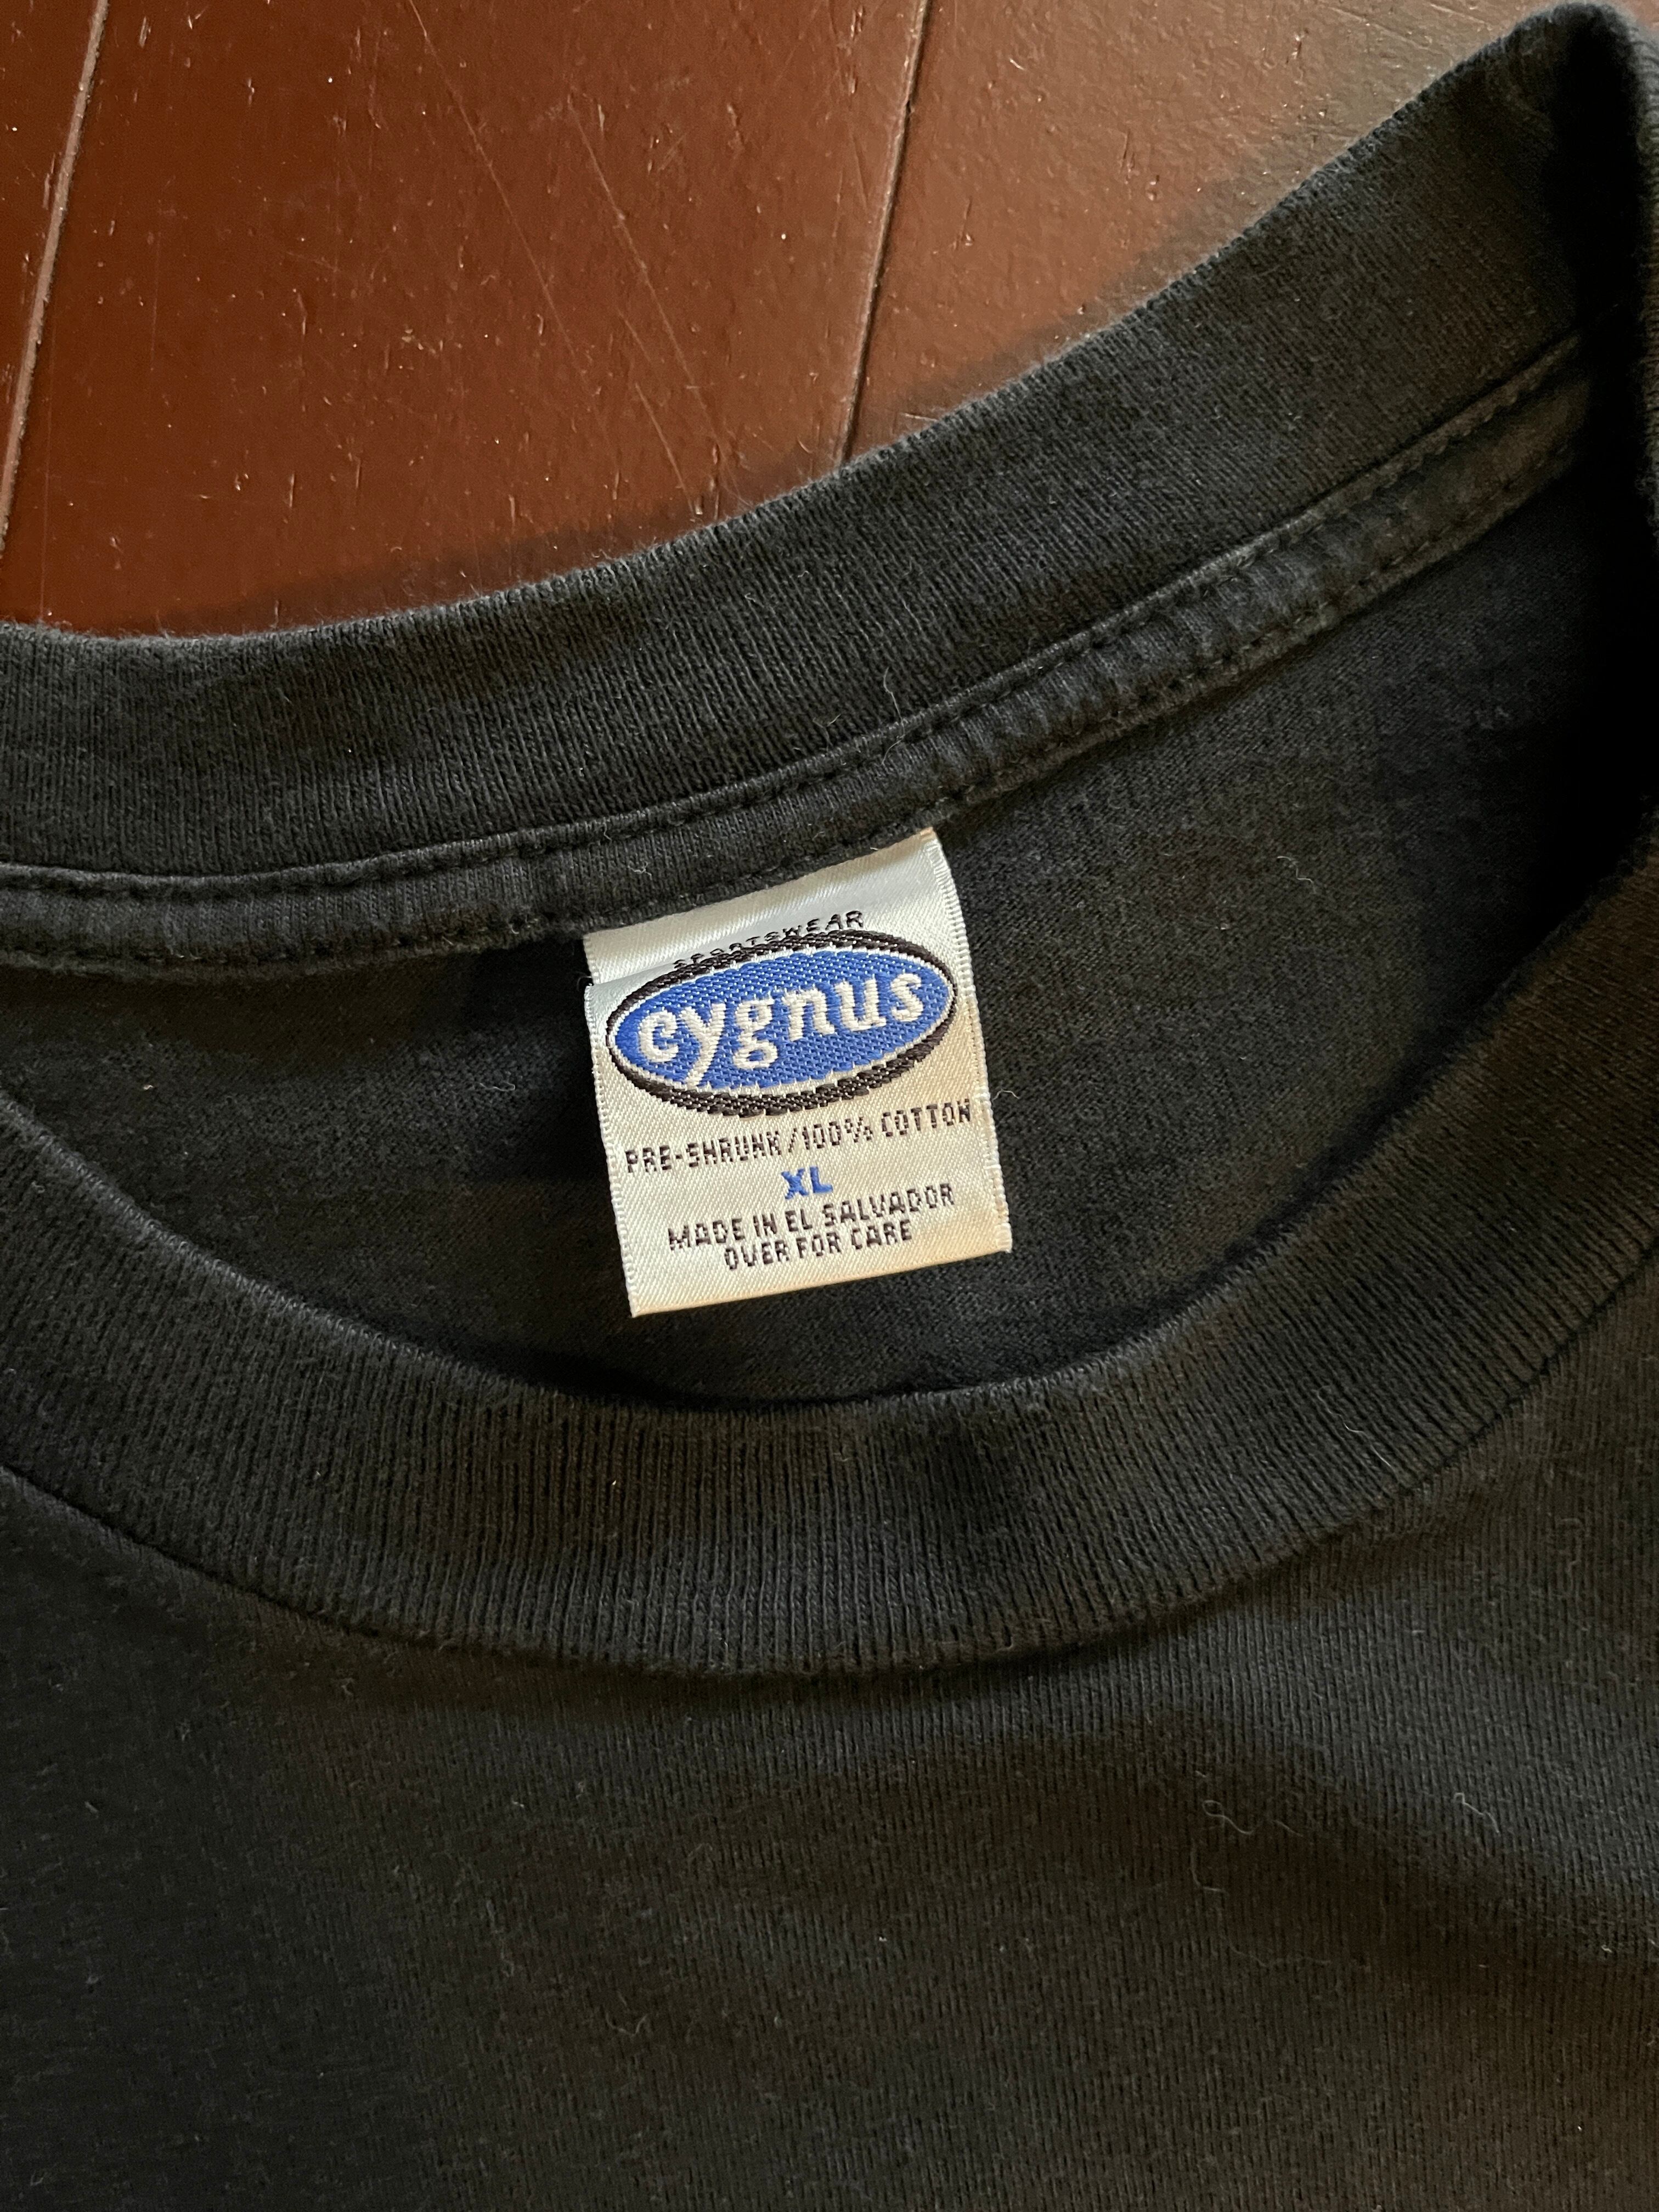 SPORTSWEAR
cygnus
PRE-SHRUNK/100% COTTON
XL
MADE IN EL SALVADOR
OVER FOR CARE